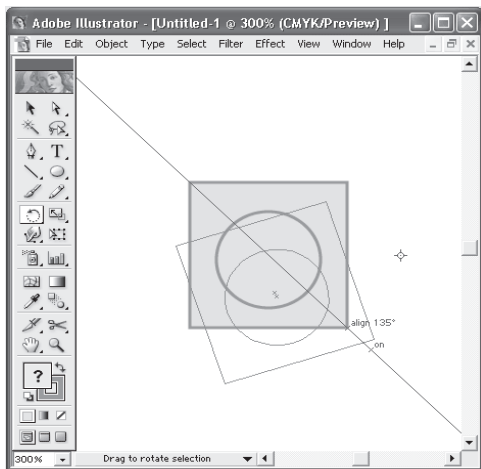 Adobe Illustrator - [Untitled-1 @ 300% (CMYK/Preview) ]
File Edit Object Type Select Filter Effect View Window Help
T
align 135°
on
?
300% Drag to rotate selection